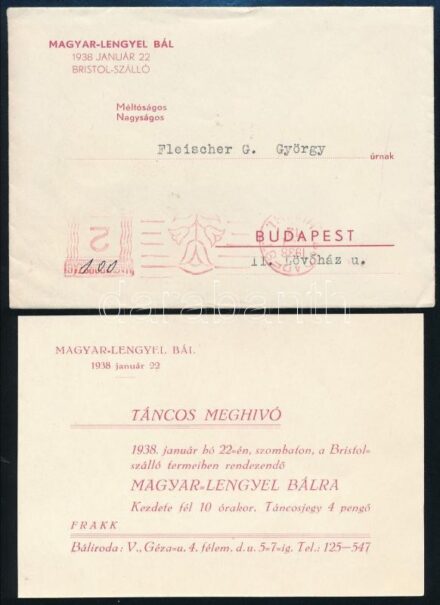 MAGYAR-LENGYEL BÁL
1938 JANUÁR 22
BRISTOL-SZÁLLÓ
Méltóságos
Nagyságos
Fleischer G. György
úrnak
2
BUDAPEST
II. Lövőház u.
darabanth
MAGYAR-LENGYEL BÁL
1938 január 22
TÁNCOS MEGHIVÓ
1938. január hó 22=én, szombaton, a Bristol=
szálló termeiben rendezendő
MAGYAR=LENGYEL BÁLRA
Kezdete fél 10 órakor. Táncosjegy 4 pengő
FRAKK
Báliroda: V., Géza=u. 4. félem. d. u. 5=7=ig. Tel.: 125—547